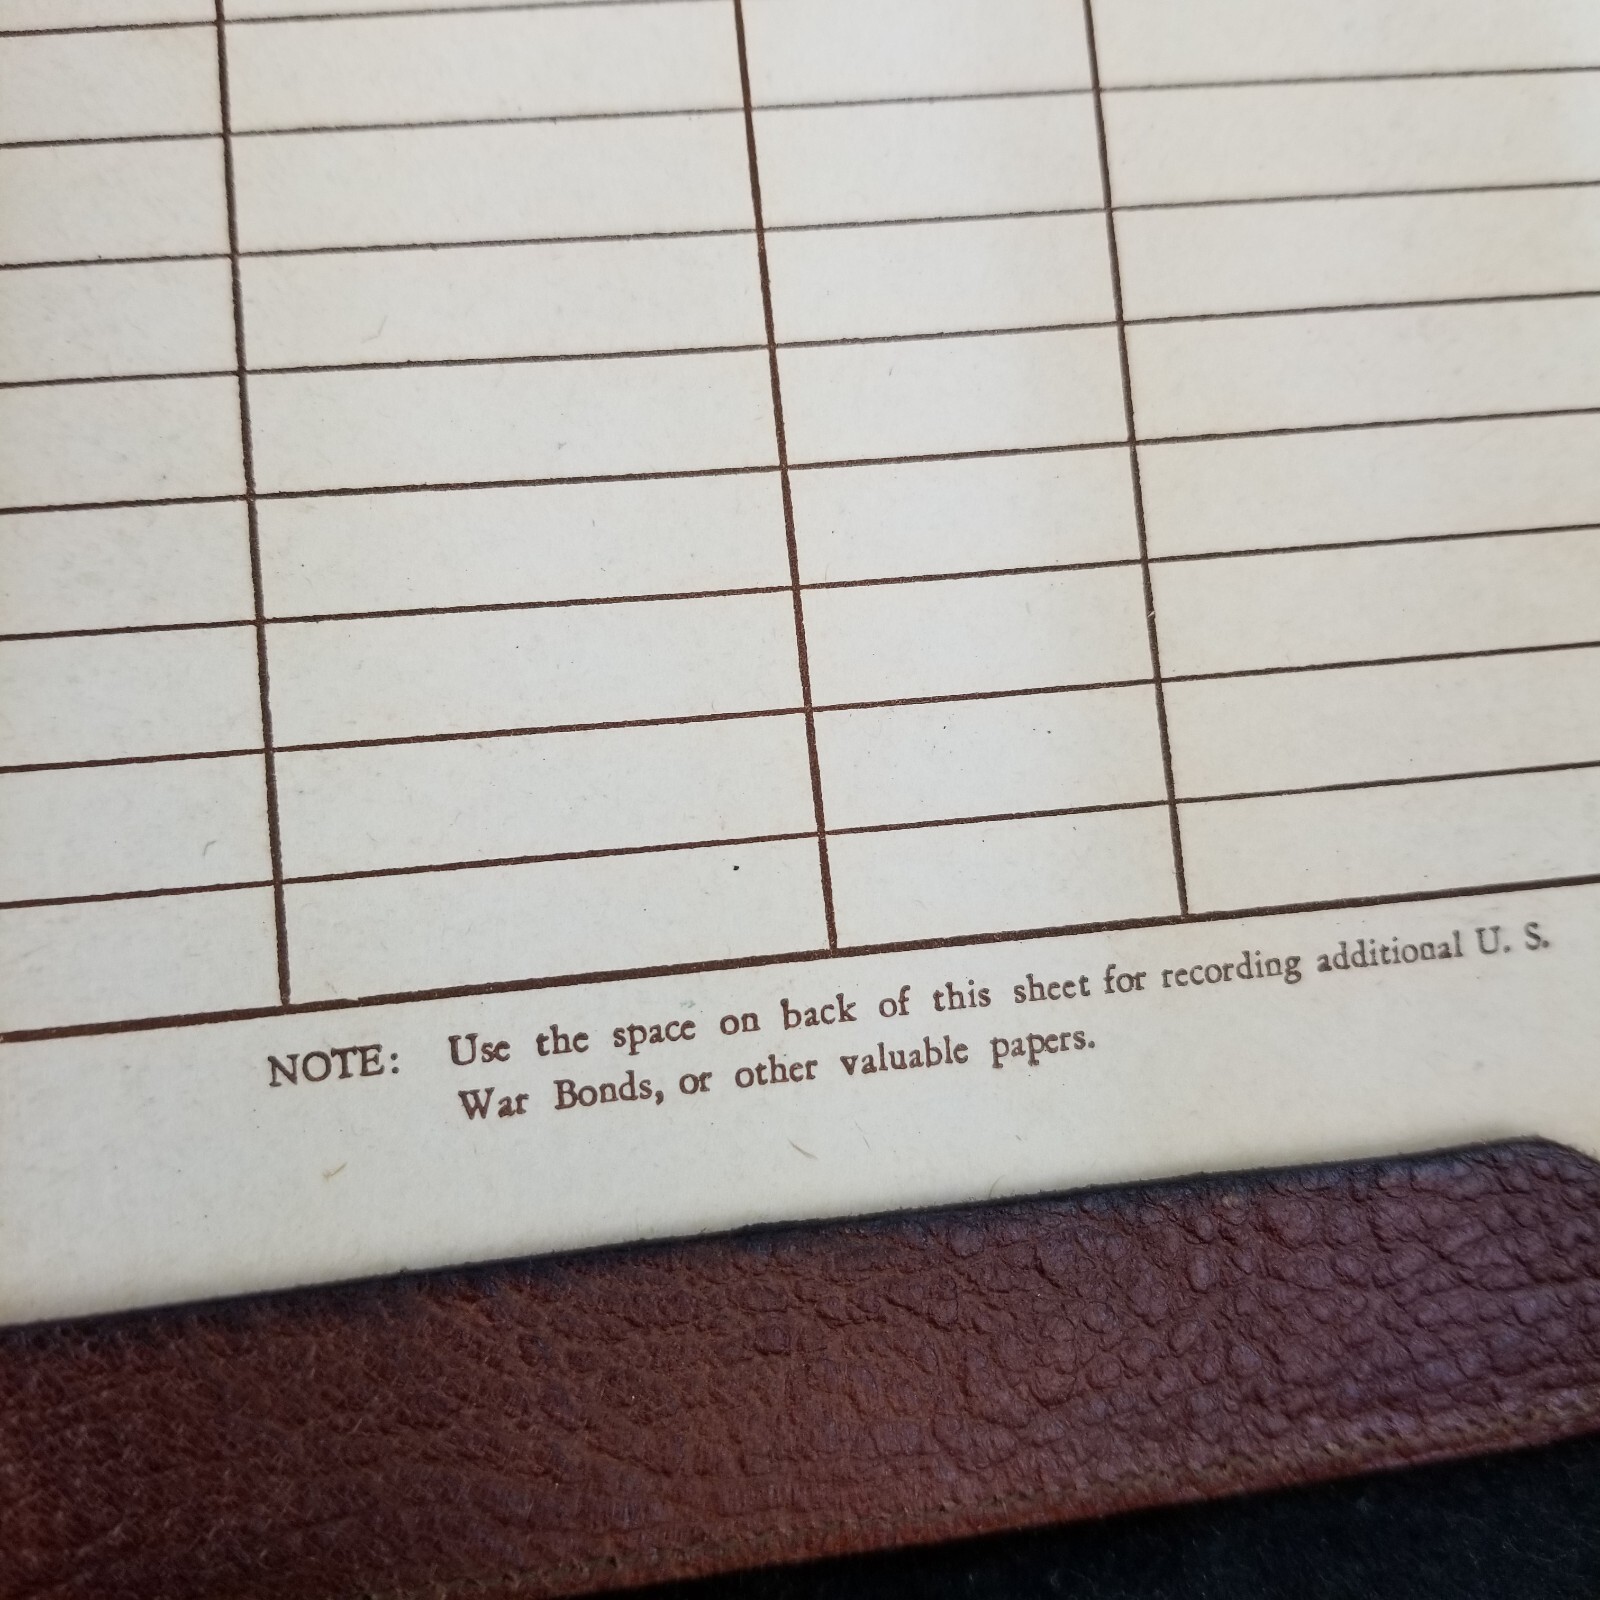 NOTE: Use the space on back of this sheet for recording additional U. S.
War Bonds, or other valuable papers.